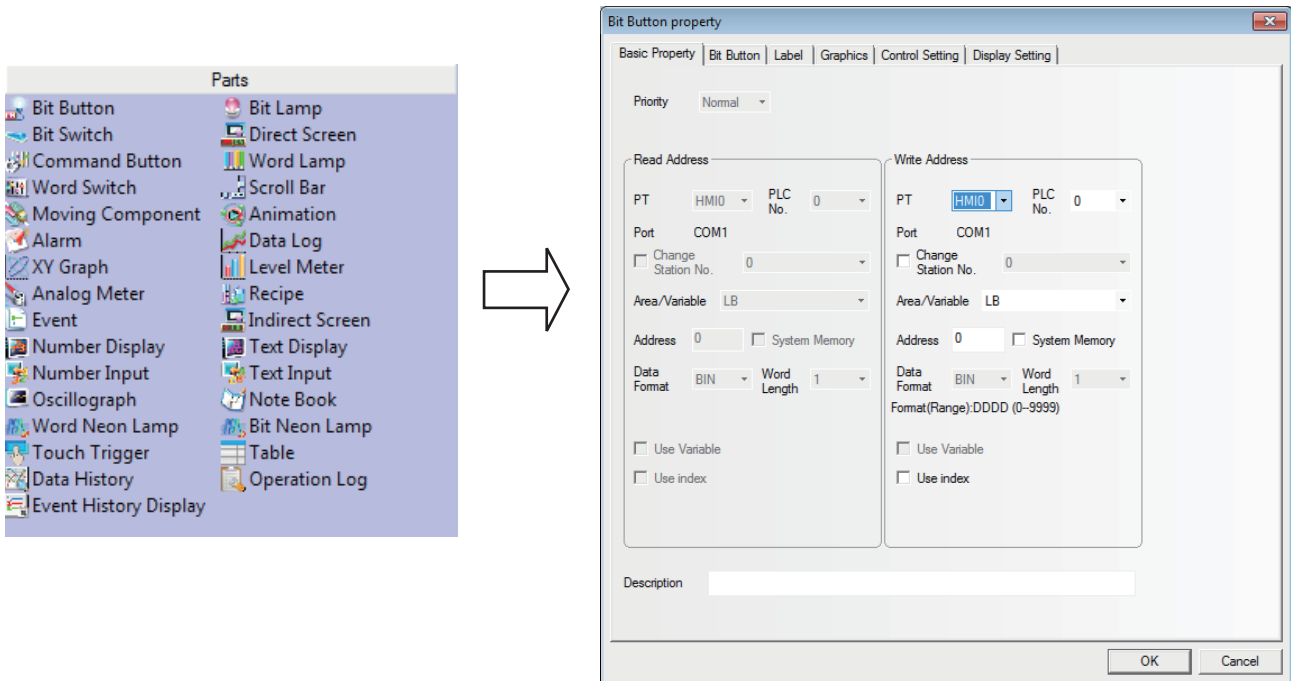 Parts
Bit Button Bit Lamp
Bit Switch Direct Screen
Command Button Word Lamp
Word Switch Scroll Bar
Moving Component Animation
Alarm Data Log
XY Graph Level Meter
Analog Meter Recipe
Event Indirect Screen
Number Display Text Display
Number Input Text Input
Oscillograph Note Book
Word Neon Lamp Bit Neon Lamp
Touch Trigger Table
Data History Operation Log
Event History Display
Bit Button property
Basic Property Bit Button Label Graphics Control Setting Display Setting
Priority Normal
Read Address
PT HMI0 PLC No. 0
Port COM1
Change Station No. 0
Area/Variable LB
Address 0 System Memory
Data Format BIN Word Length 1
Use Variable
Use index
Write Address
PT HMI0 PLC No. 0
Port COM1
Change Station No. 0
Area/Variable LB
Address 0 System Memory
Data Format BIN Word Length 1
Format(Range):DDDD (0--9999)
Use Variable
Use index
Description
OK Cancel